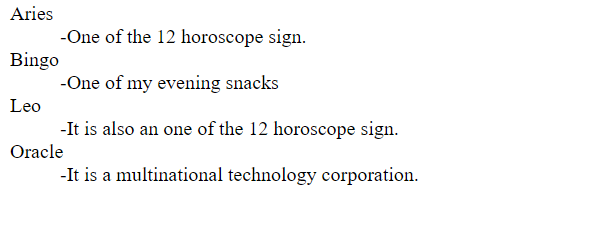 Aries
-One of the 12 horoscope sign.
Bingo
-One of my evening snacks
Leo
-It is also an one of the 12 horoscope sign.
Oracle
-It is a multinational technology corporation.